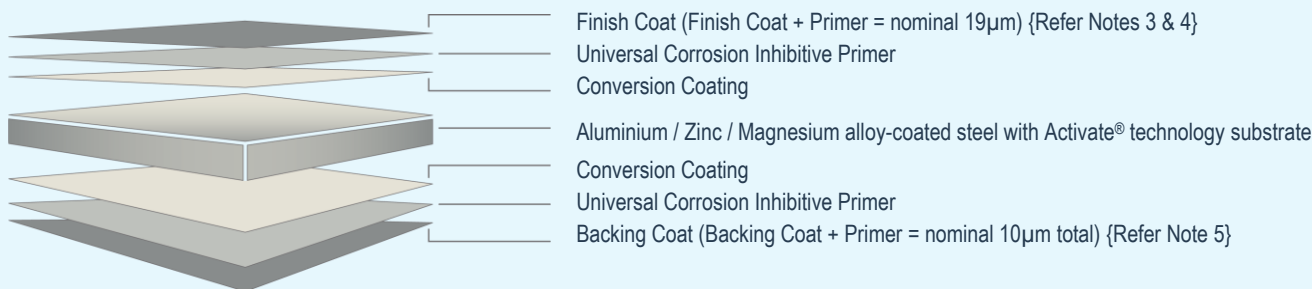 Finish Coat (Finish Coat + Primer = nominal 19µm) {Refer Notes 3 & 4}
Universal Corrosion Inhibitive Primer
Conversion Coating
Aluminium / Zinc / Magnesium alloy-coated steel with Activate® technology substrate
Conversion Coating
Universal Corrosion Inhibitive Primer
Backing Coat (Backing Coat + Primer = nominal 10µm total) {Refer Note 5}